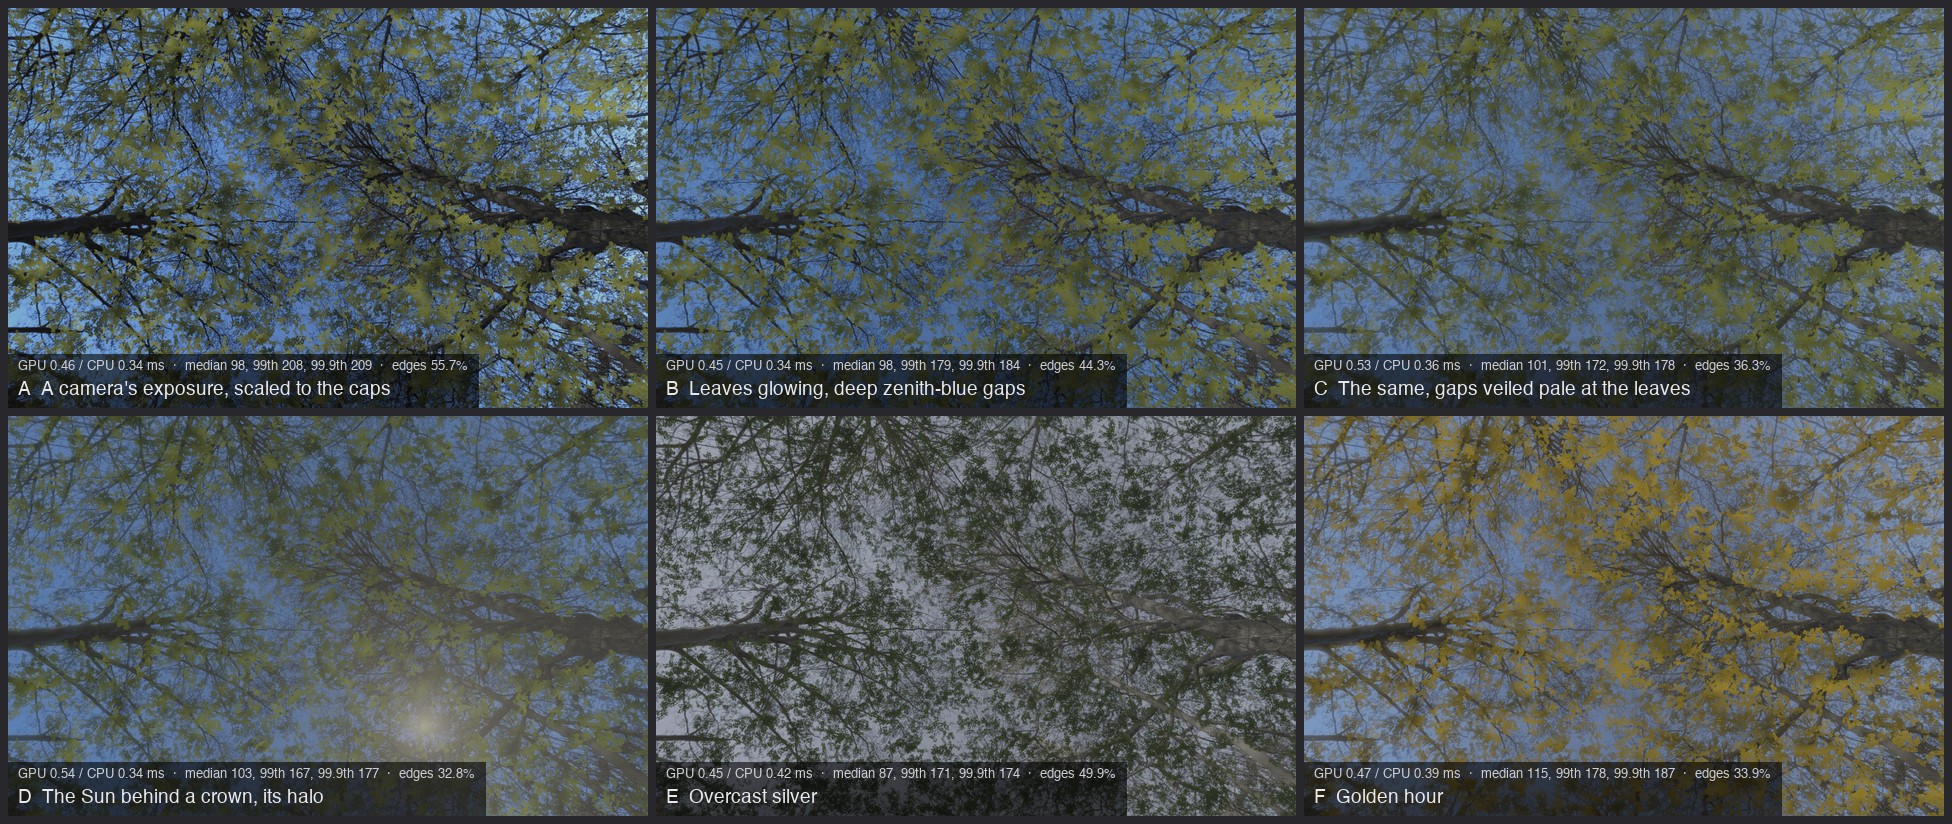 GPU 0.46 / CPU 0.34 ms · median 98, 99th 208, 99.9th 209 · edges 55.7%
A A camera's exposure, scaled to the caps
GPU 0.45 / CPU 0.34 ms · median 98, 99th 179, 99.9th 184 · edges 44.3%
B Leaves glowing, deep zenith-blue gaps
GPU 0.53 / CPU 0.36 ms · median 101, 99th 172, 99.9th 178 · edges 36.3%
C The same, gaps veiled pale at the leaves
GPU 0.54 / CPU 0.34 ms · median 103, 99th 167, 99.9th 177 · edges 32.8%
D The Sun behind a crown, its halo
GPU 0.45 / CPU 0.42 ms · median 87, 99th 171, 99.9th 174 · edges 49.9%
E Overcast silver
GPU 0.47 / CPU 0.39 ms · median 115, 99th 178, 99.9th 187 · edges 33.9%
F Golden hour